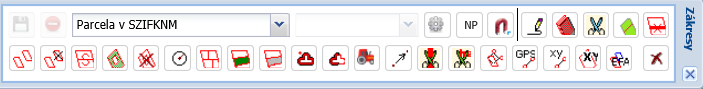 Parcela v SZIFKNM
NP
Zákresy
GPS
xy
xy
EFA